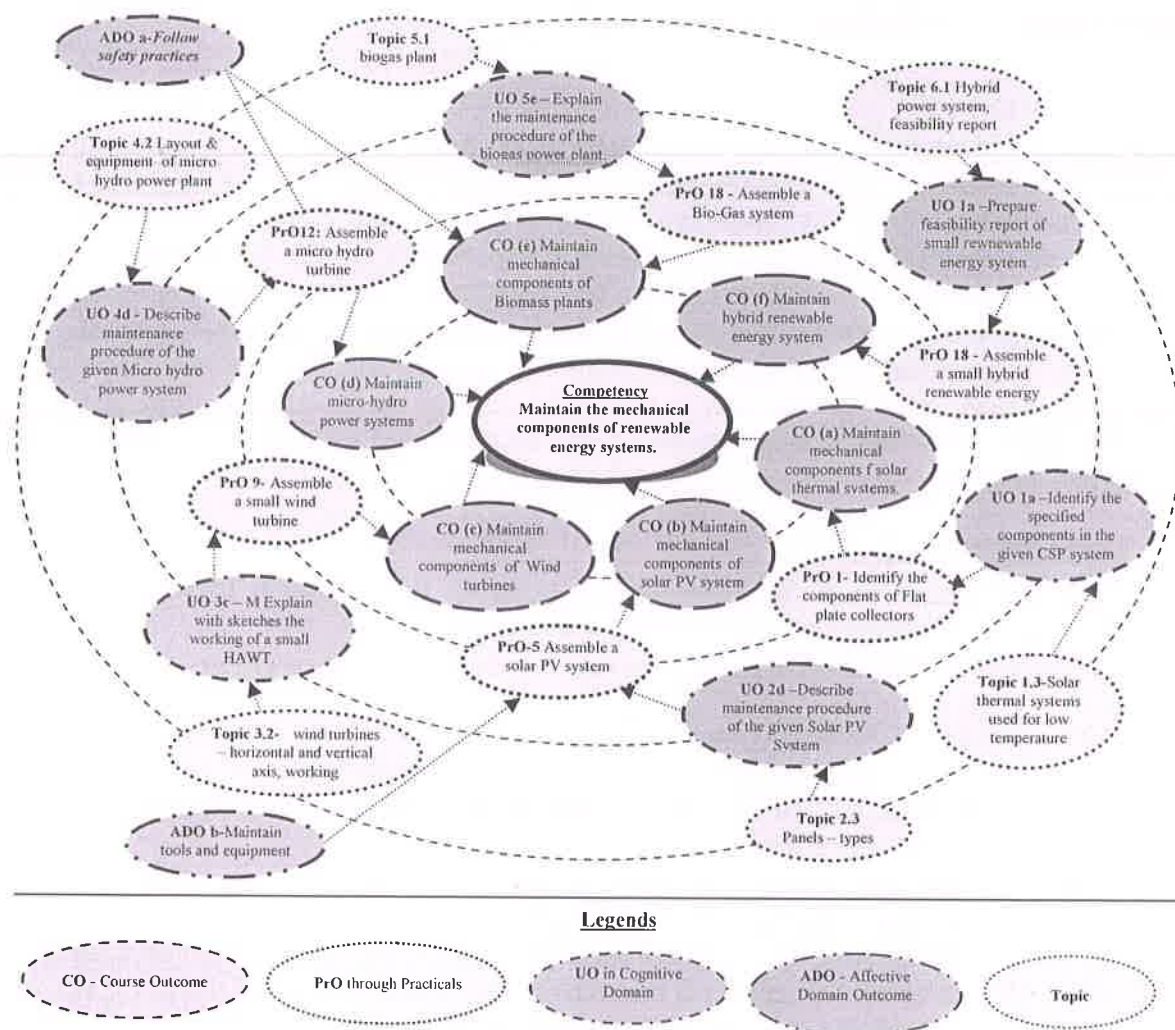 ADO a-Follow
safety practices
Topic 5.1
biogas plant
UO 5e – Explain
the maintenance
procedure of the
biogas power plant.
Topic 6.1 Hybrid
power system,
feasibility report
Topic 4.2 Layout &
equipment of micro
hydro power plant
PrO 18 - Assemble a
Bio-Gas system
UO 1a –Prepare
feasibility report of
small rewnewable
energy sytem
PrO12: Assemble
a micro hydro
turbine
CO (e) Maintain
mechanical
components of
Biomass plants
CO (f) Maintain
hybrid renewable
energy system
UO 4d - Describe
maintenance
procedure of the
given Micro hydro
power system
PrO 18 - Assemble
a small hybrid
renewable energy
CO (d) Maintain
micro-hydro
power systems
Competency
Maintain the mechanical
components of renewable
energy systems.
CO (a) Maintain
mechanical
components f solar
thermal systems.
PrO 9- Assemble
a small wind
turbine
CO (c) Maintain
mechanical
components of Wind
turbines
CO (b) Maintain
mechanical
components of
solar PV system
UO 1a –Identify the
specified
components in the
given CSP system
PrO 1- Identify the
components of Flat
plate collectors
UO 3c – M Explain
with sketches the
working of a small
HAWT.
PrO-5 Assemble a
solar PV system
UO 2d –Describe
maintenance procedure
of the given Solar PV
System
Topic 1.3-Solar
thermal systems
used for low
temperature
Topic 3.2- wind turbines
– horizontal and vertical
axis, working
Topic 2.3
Panels – types
ADO b-Maintain
tools and equipment
Legends
CO - Course Outcome
PrO through Practicals
UO in Cognitive
Domain
ADO - Affective
Domain Outcome
Topic